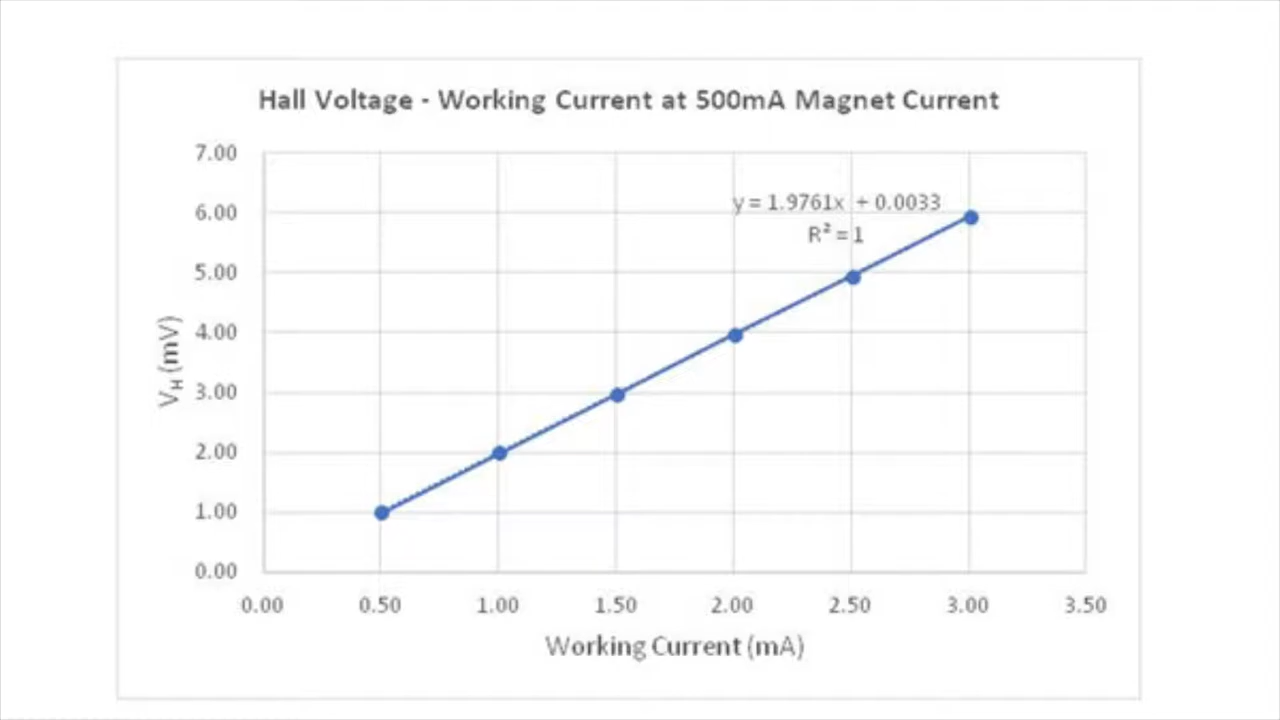 Hall Voltage - Working Current at 500mA Magnet Current
7.00
y = 1.9761x + 0.0033
6.00
R² = 1
5.00
4.00
V_H (mV)
3.00
2.00
1.00
0.00
0.00 0.50 1.00 1.50 2.00 2.50 3.00 3.50
Working Current (mA)